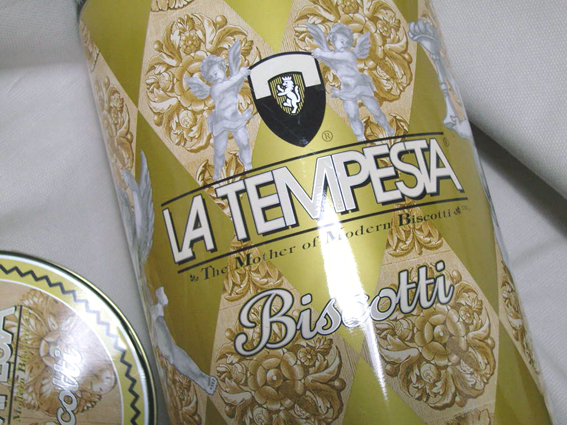 ®
LA TEMPESTA
The Mother of Modern Biscotti
Biscotti